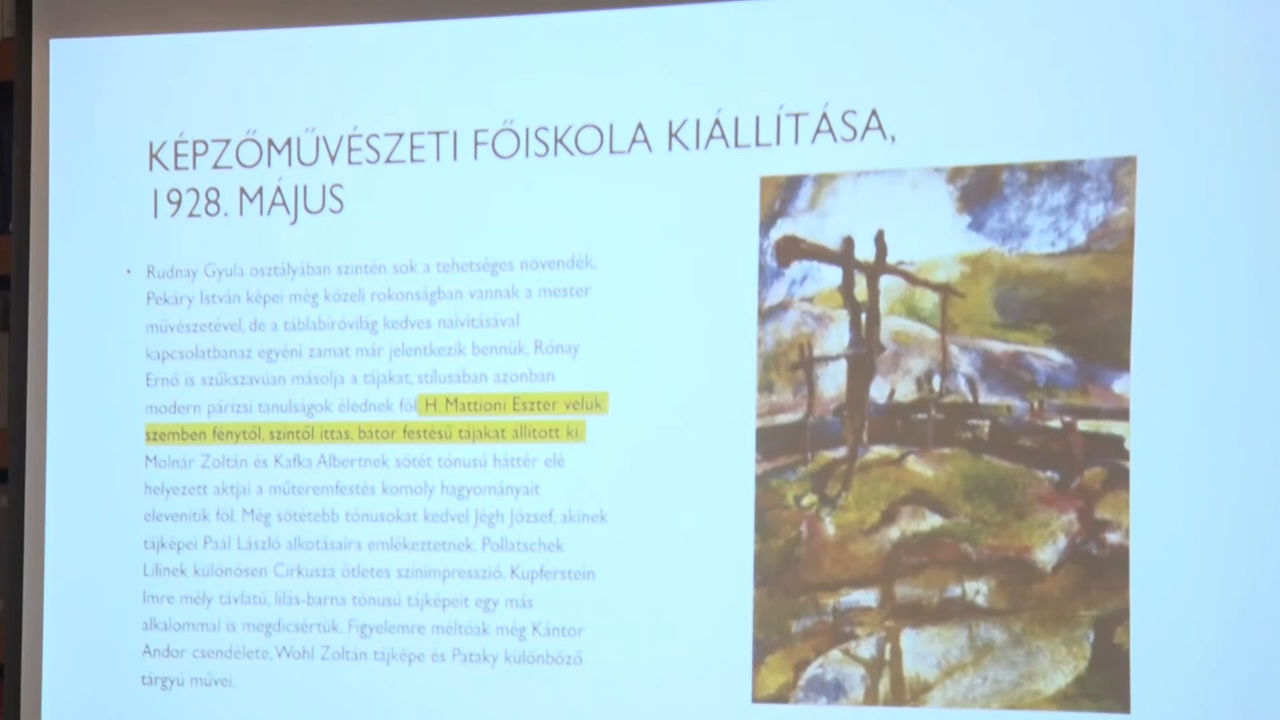 KÉPZŐMŰVÉSZETI FŐISKOLA KIÁLLÍTÁSA,
1928. MÁJUS
• Rudnay Gyula osztályában szintén sok a tehetséges növendék.
Pekáry István képei még közeli rokonságban vannak a mester
művészetével, de a táblabíróvilág kedves naivitásával
kapcsolatbanaz egyéni zamat már jelentkezik bennük. Rónay
Ernő is szűkszavúan másolja a tájakat, stílusában azonban
modern párizsi tanulságok élednek föl. H. Mattioni Eszter velük
szemben fénytől, színtől ittas, bátor festésű tájakat állított ki.
Molnár Zoltán és Kafka Albertnek sötét tónusú háttér elé
helyezett aktjai a műteremfestés komoly hagyományait
elevenítik föl. Még sötétebb tónusokat kedvel Jégh József, akinek
tájképei Paál László alkotásaira emlékeztetnek. Pollatschek
Lilinek különösen Cirkusza ötletes színimpresszió. Kupferstein
Imre mély távlatú, lilás-barna tónusú tájképeit egy más
alkalommal is megdicsértük. Figyelemre méltóak még Kántor
Andor csendélete, Wohl Zoltán tájképe és Pataky különböző
tárgyú művei.